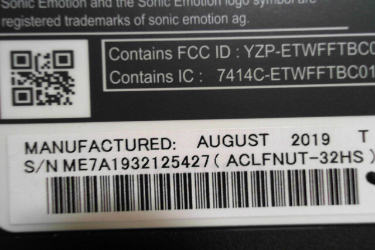 Sonic Emotion and the Sonic Emotion logo symbol are
registered trademarks of sonic emotion ag.
Contains FCC ID : YZP-ETWFFTBC0
Contains IC : 7414C-ETWFFTBC01
MANUFACTURED: AUGUST 2019 T
S/N ME7A1932125427 ( ACLFNUT-32HS )